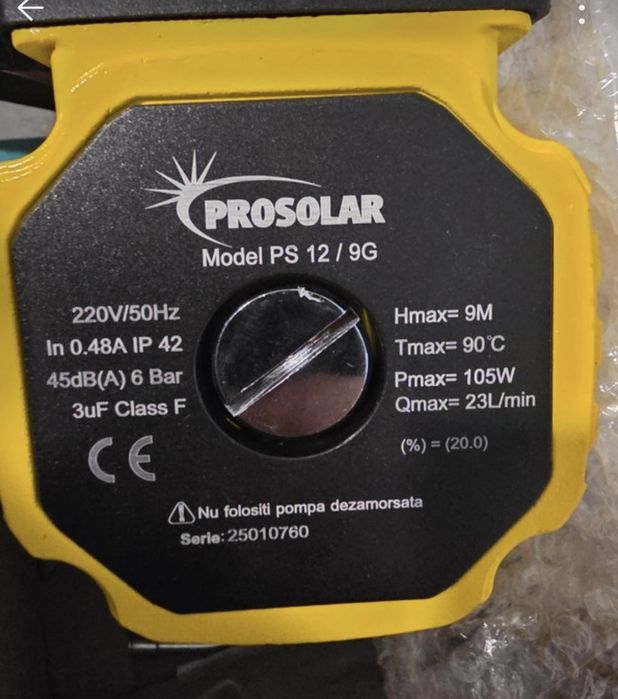 PROSOLAR
Model PS 12 / 9G
220V/50Hz
In 0.48A IP 42
45dB(A) 6 Bar
3uF Class F
CE
Hmax= 9M
Tmax= 90°C
Pmax= 105W
Qmax= 23L/min
(%) = (20.0)
Nu folositi pompa dezamorsata
Serie: 25010760